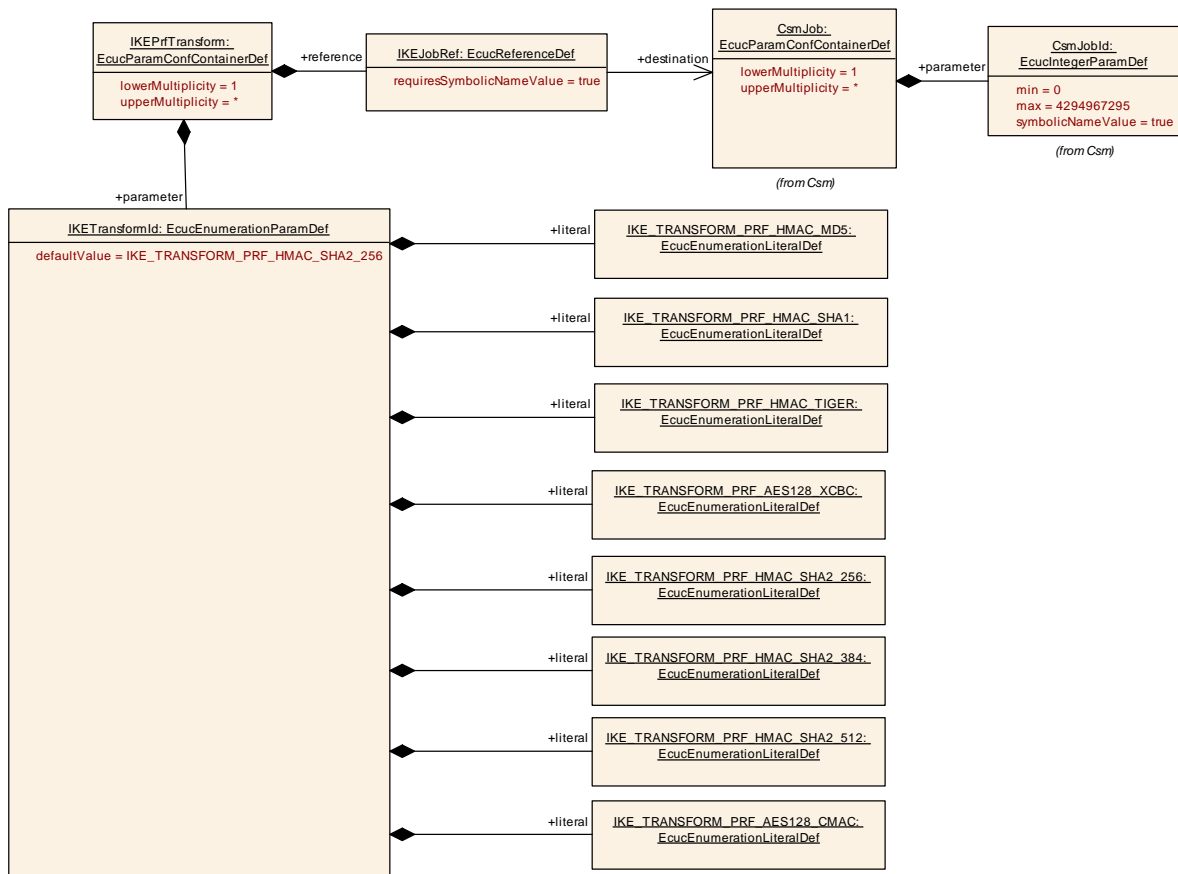 IKEPrfTransform:
EcucParamConfContainerDef
lowerMultiplicity = 1
upperMultiplicity = *
+reference
IKEJobRef: EcucReferenceDef
requiresSymbolicNameValue = true
+destination
CsmJob:
EcucParamConfContainerDef
lowerMultiplicity = 1
upperMultiplicity = *
(from Csm)
+parameter
CsmJobId:
EcucIntegerParamDef
min = 0
max = 4294967295
symbolicNameValue = true
(from Csm)
+parameter
IKETransformId: EcucEnumerationParamDef
defaultValue = IKE_TRANSFORM_PRF_HMAC_SHA2_256
+literal
IKE_TRANSFORM_PRF_HMAC_MD5:
EcucEnumerationLiteralDef
+literal
IKE_TRANSFORM_PRF_HMAC_SHA1:
EcucEnumerationLiteralDef
+literal
IKE_TRANSFORM_PRF_HMAC_TIGER:
EcucEnumerationLiteralDef
+literal
IKE_TRANSFORM_PRF_AES128_XCBC:
EcucEnumerationLiteralDef
+literal
IKE_TRANSFORM_PRF_HMAC_SHA2_256:
EcucEnumerationLiteralDef
+literal
IKE_TRANSFORM_PRF_HMAC_SHA2_384:
EcucEnumerationLiteralDef
+literal
IKE_TRANSFORM_PRF_HMAC_SHA2_512:
EcucEnumerationLiteralDef
+literal
IKE_TRANSFORM_PRF_AES128_CMAC:
EcucEnumerationLiteralDef